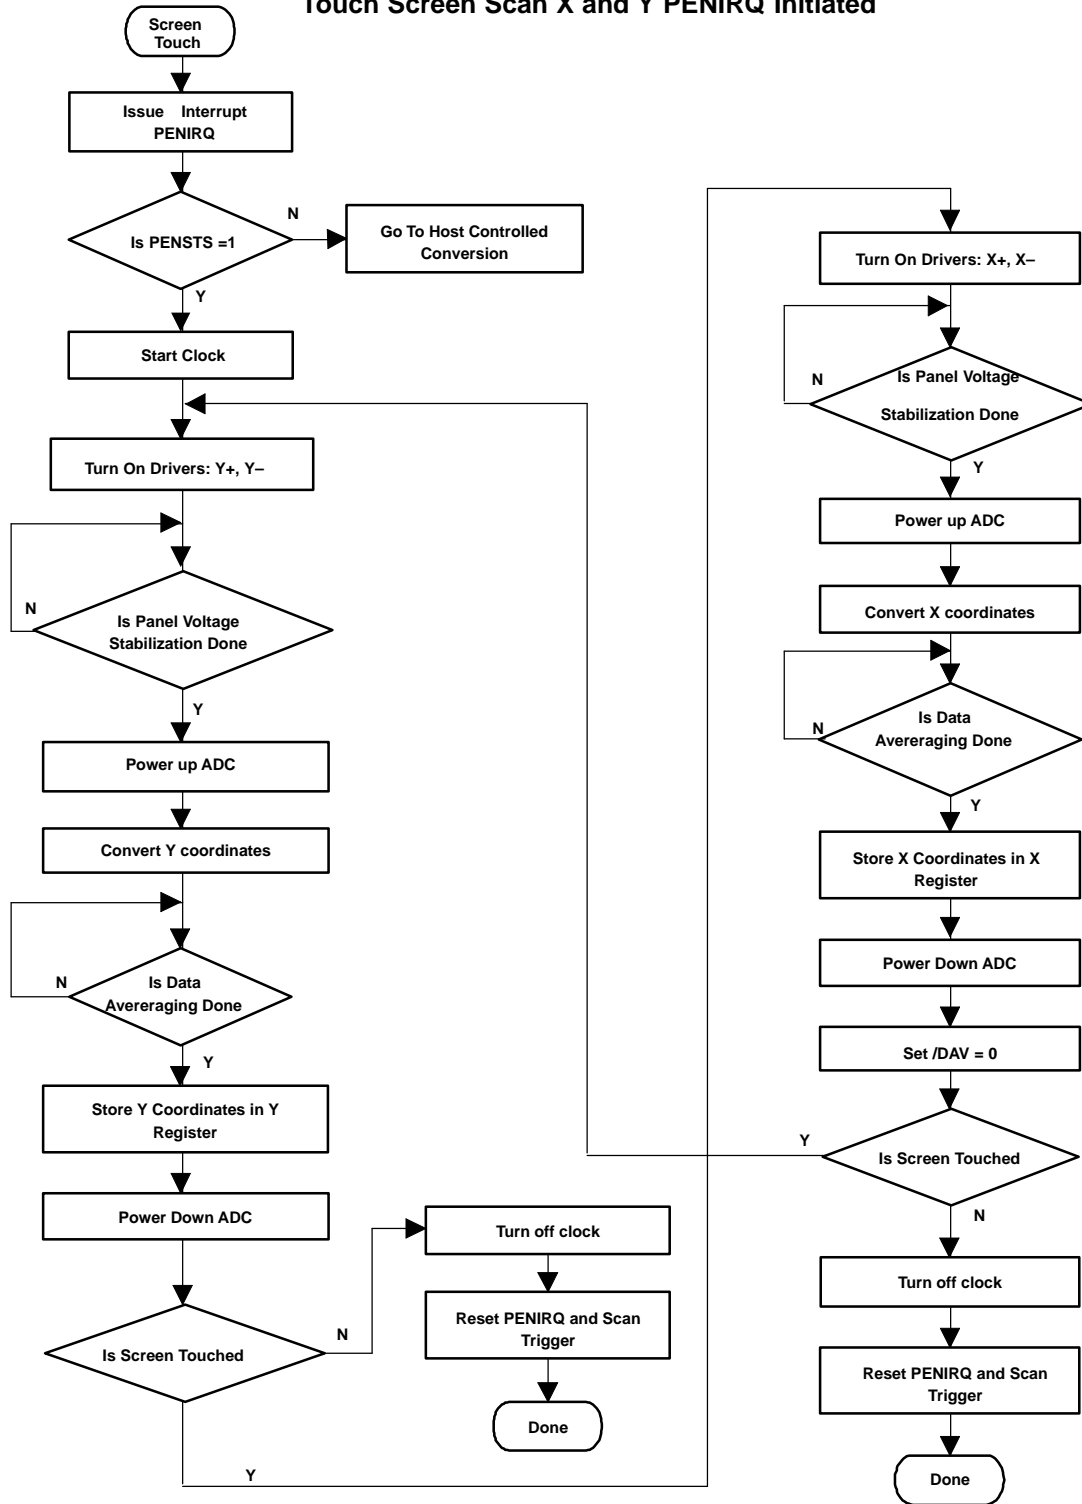 Touch Screen Scan X and Y PENIRQ Initiated
Screen
Touch
Issue Interrupt
PENIRQ
Is PENSTS =1
N
Go To Host Controlled
Conversion
Y
Start Clock
Turn On Drivers: Y+, Y–
N
Is Panel Voltage
Stabilization Done
Y
Power up ADC
Convert Y coordinates
N
Is Data
Avereraging Done
Y
Store Y Coordinates in Y
Register
Power Down ADC
Is Screen Touched
N
Y
Turn off clock
Reset PENIRQ and Scan
Trigger
Done
Turn On Drivers: X+, X–
N
Is Panel Voltage
Stabilization Done
Y
Power up ADC
Convert X coordinates
N
Is Data
Avereraging Done
Y
Store X Coordinates in X
Register
Power Down ADC
Set /DAV = 0
Y
Is Screen Touched
N
Turn off clock
Reset PENIRQ and Scan
Trigger
Done